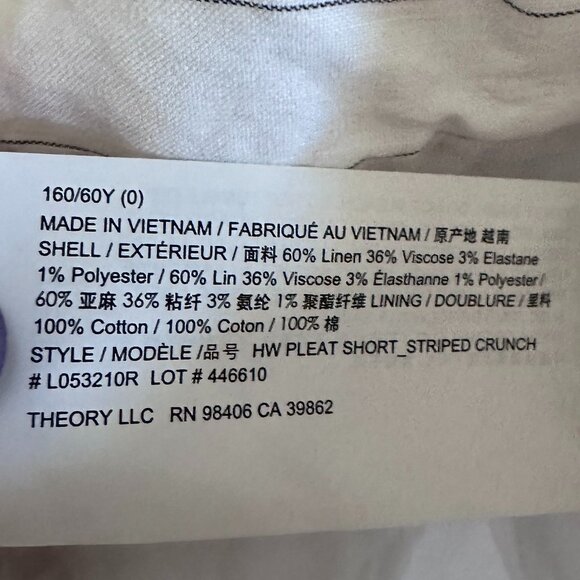 160/60Y (0)
MADE IN VIETNAM / FABRIQUÉ AU VIETNAM / 原产地 越南
SHELL / EXTÉRIEUR / 面料 60% Linen 36% Viscose 3% Elastane
1% Polyester / 60% Lin 36% Viscose 3% Élasthanne 1% Polyester /
60% 亚麻 36% 粘纤 3% 氨纶 1% 聚酯纤维 LINING / DOUBLURE / 里料
100% Cotton / 100% Coton / 100% 棉
STYLE / MODÈLE /品号 HW PLEAT SHORT_STRIPED CRUNCH
# L053210R LOT # 446610
THEORY LLC RN 98406 CA 39862